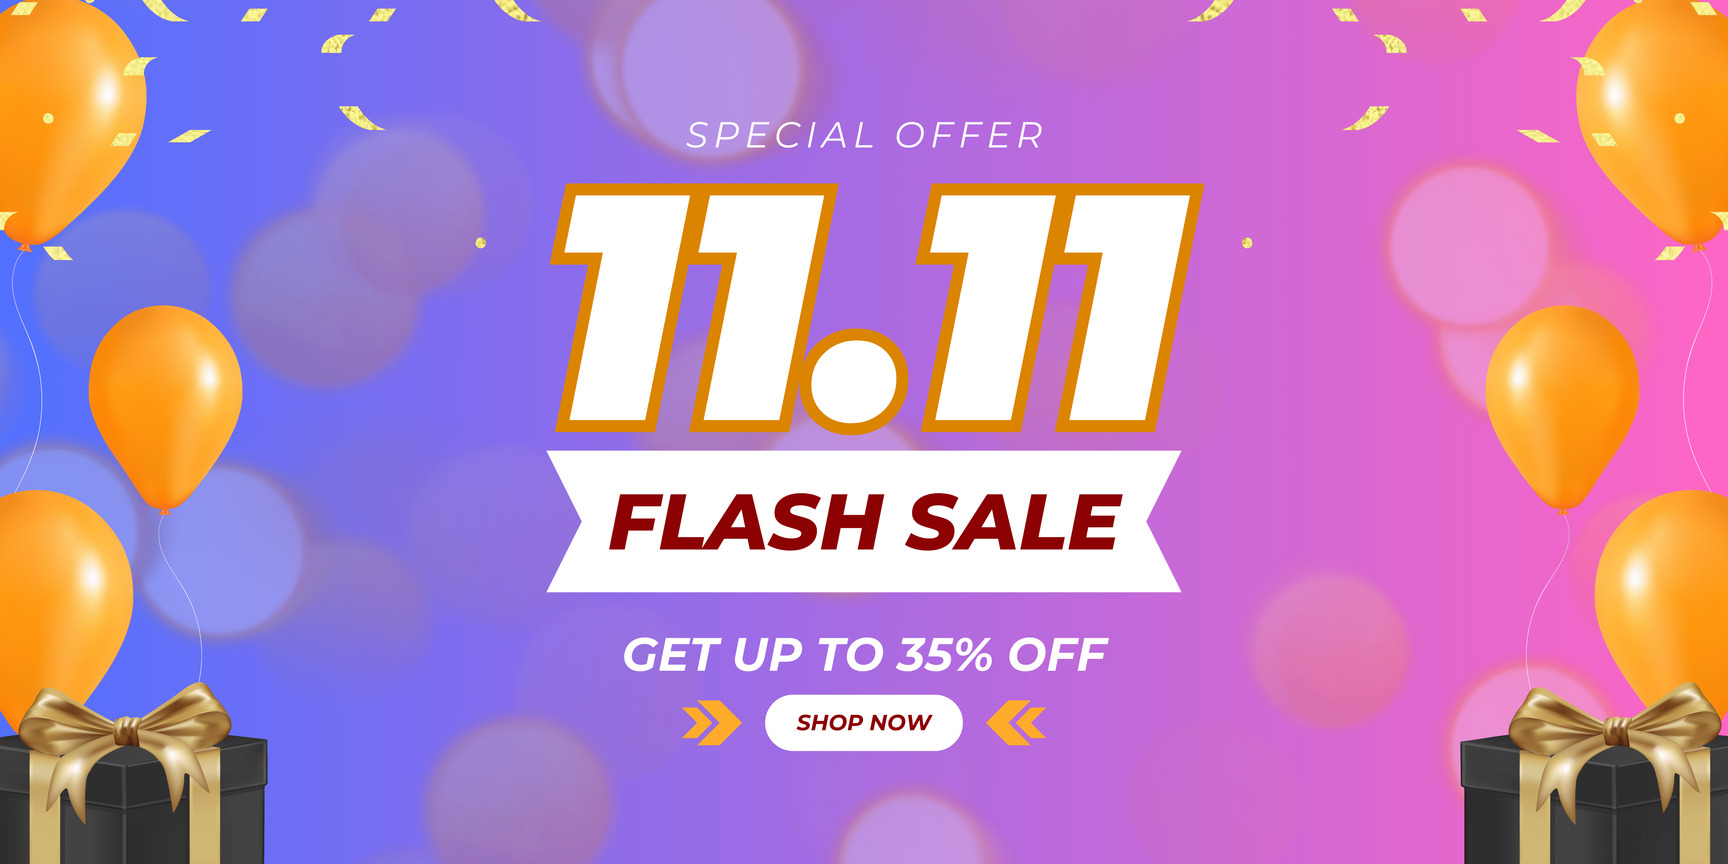 SPECIAL OFFER
11.11
FLASH SALE
GET UP TO 35% OFF
SHOP NOW